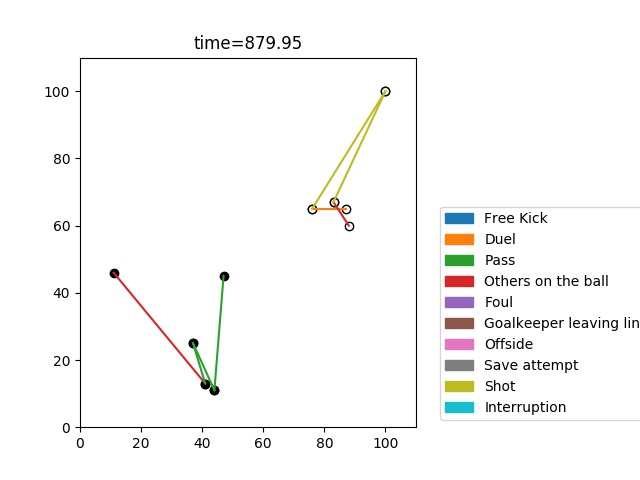 time=879.95
100
80
60
40
20
0
0 20 40 60 80 100
Free Kick
Duel
Pass
Others on the ball
Foul
Goalkeeper leaving lin
Offside
Save attempt
Shot
Interruption